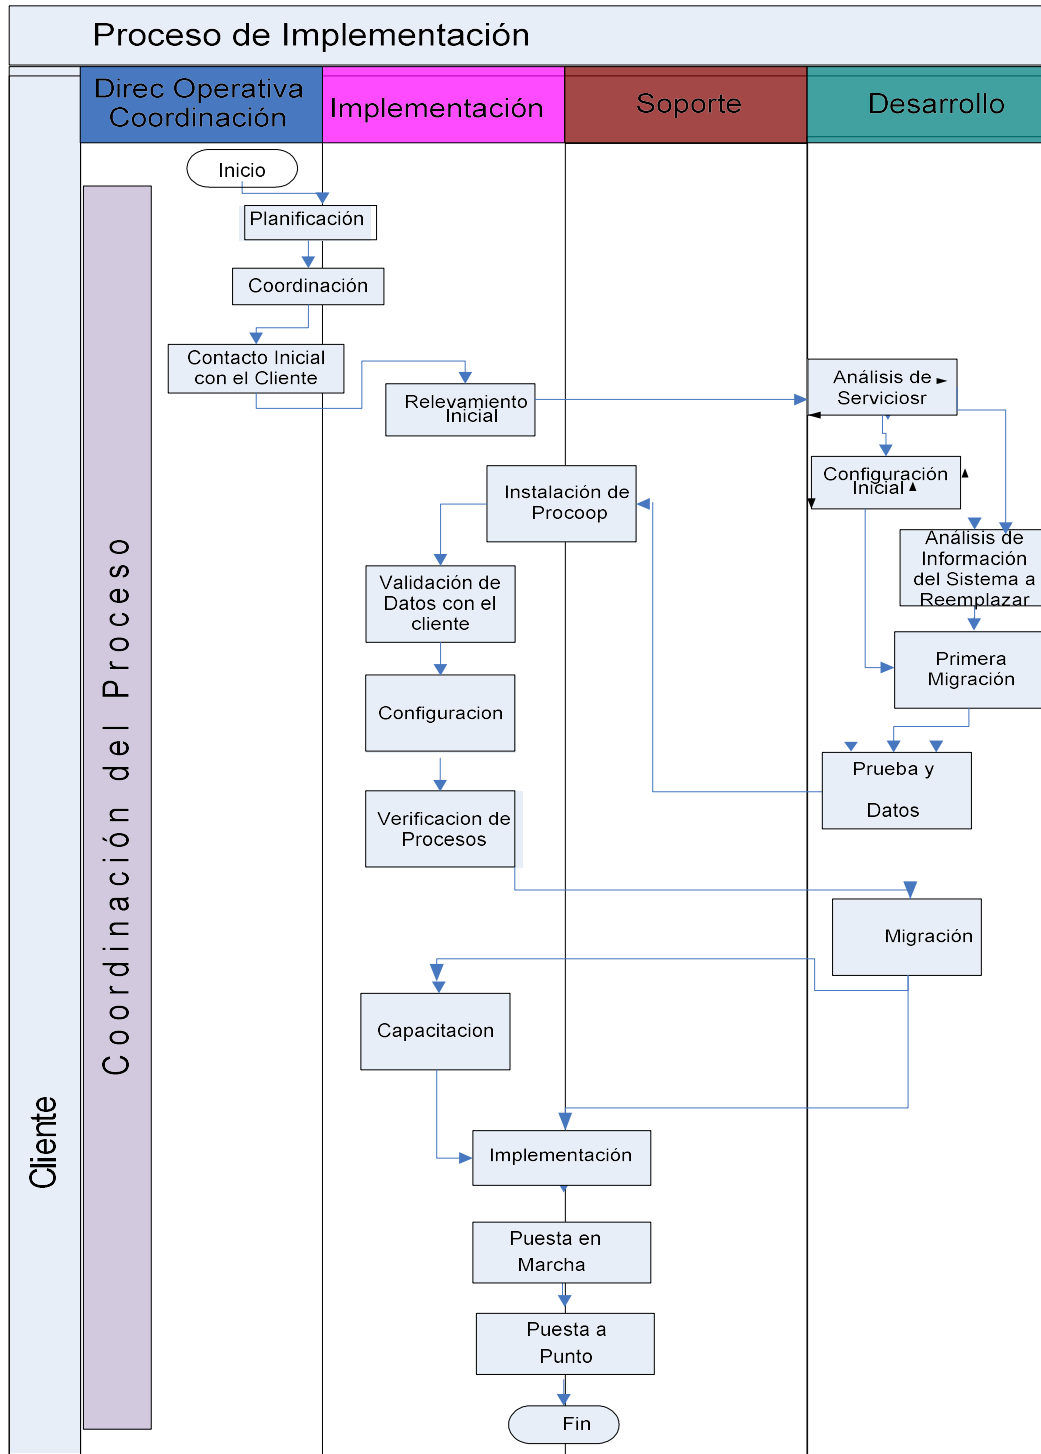 Proceso de Implementación
Direc Operativa
Coordinación
Implementación
Soporte
Desarrollo
Inicio
Planificación
Coordinación
Contacto Inicial
con el Cliente
Relevamiento
Inicial
Análisis de
Serviciosr
Configuración
Inicial
Instalación de
Procoop
Análisis de
Información
del Sistema a
Reemplazar
Validación de
Datos con el
cliente
Primera
Migración
Configuracion
Prueba y
Datos
Verificacion de
Procesos
Migración
Capacitacion
Implementación
Puesta en
Marcha
Puesta a
Punto
Fin
Coordinación del Proceso
Cliente